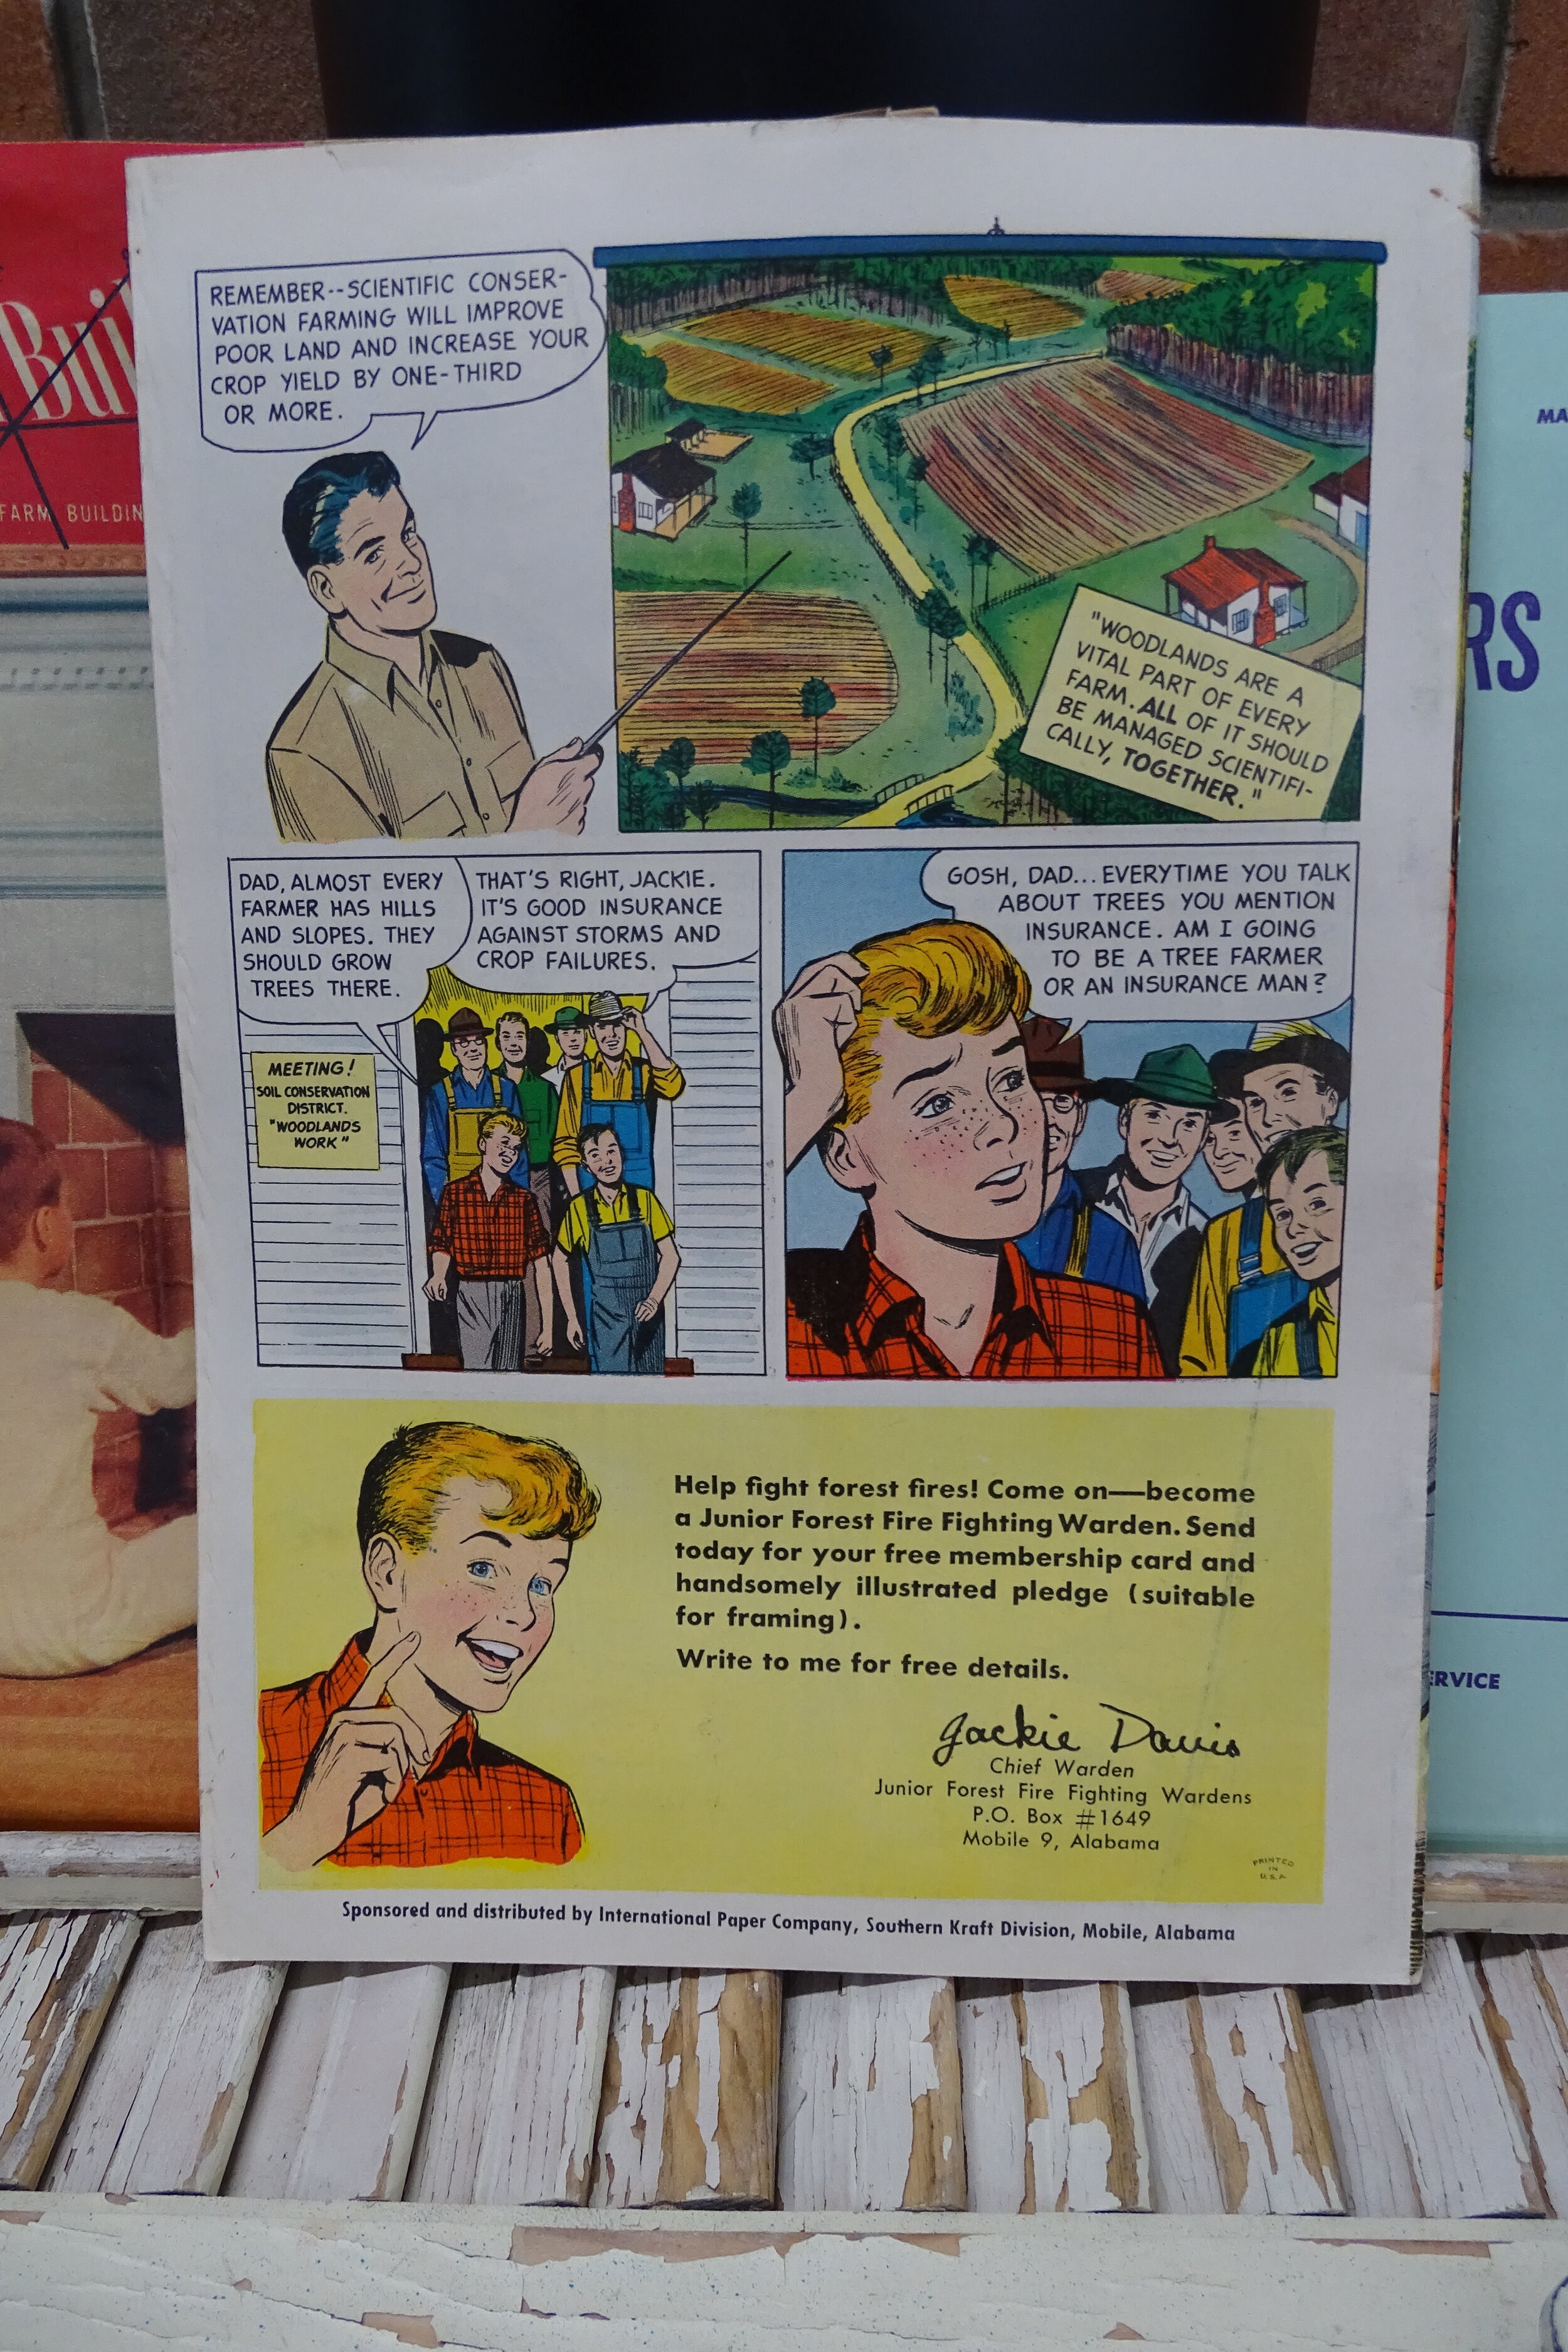 REMEMBER--SCIENTIFIC CONSER-
VATION FARMING WILL IMPROVE
POOR LAND AND INCREASE YOUR
CROP YIELD BY ONE-THIRD
OR MORE.
"WOODLANDS ARE A
VITAL PART OF EVERY
FARM. ALL OF IT SHOULD
BE MANAGED SCIENTIFI-
CALLY, TOGETHER."
DAD, ALMOST EVERY
FARMER HAS HILLS
AND SLOPES. THEY
SHOULD GROW
TREES THERE.
THAT'S RIGHT, JACKIE.
IT'S GOOD INSURANCE
AGAINST STORMS AND
CROP FAILURES.
MEETING!
SOIL CONSERVATION
DISTRICT.
"WOODLANDS
WORK"
GOSH, DAD...EVERYTIME YOU TALK
ABOUT TREES YOU MENTION
INSURANCE. AM I GOING
TO BE A TREE FARMER
OR AN INSURANCE MAN?
Help fight forest fires! Come on—become
a Junior Forest Fire Fighting Warden. Send
today for your free membership card and
handsomely illustrated pledge (suitable
for framing).
Write to me for free details.
Jackie Davis
Chief Warden
Junior Forest Fire Fighting Wardens
P.O. Box #1649
Mobile 9, Alabama
PRINTED
IN
U.S.A
Sponsored and distributed by International Paper Company, Southern Kraft Division, Mobile, Alabama
Bui
FARM BUILDIN
MA
RS
ERVICE